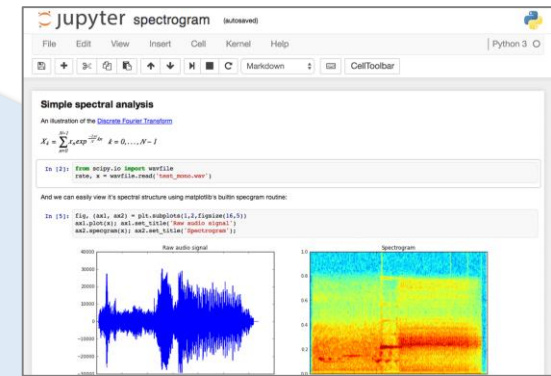 jupyter spectrogram (autosaved)
File Edit View Insert Cell Kernel Help Python 3 O
Markdown CellToolbar
Simple spectral analysis
An illustration of the Discrete Fourier Transform
In [2]: from scipy.io import wavfile
rate, x = wavfile.read('test_mono.wav')
And we can easily view it's spectral structure using matplotlib's builtin specgram routine:
In [5]: fig, (ax1, ax2) = plt.subplots(1,2,figsize(16,5))
ax1.plot(x); ax1.set_title('Raw audio signal')
ax2.specgram(x); ax2.set_title('Spectrogram');
Raw audio signal Spectrogram
40000 1.0
30000 0.8
20000
10000 0.6
0 0.4
-10000
-20000 0.2
0.0